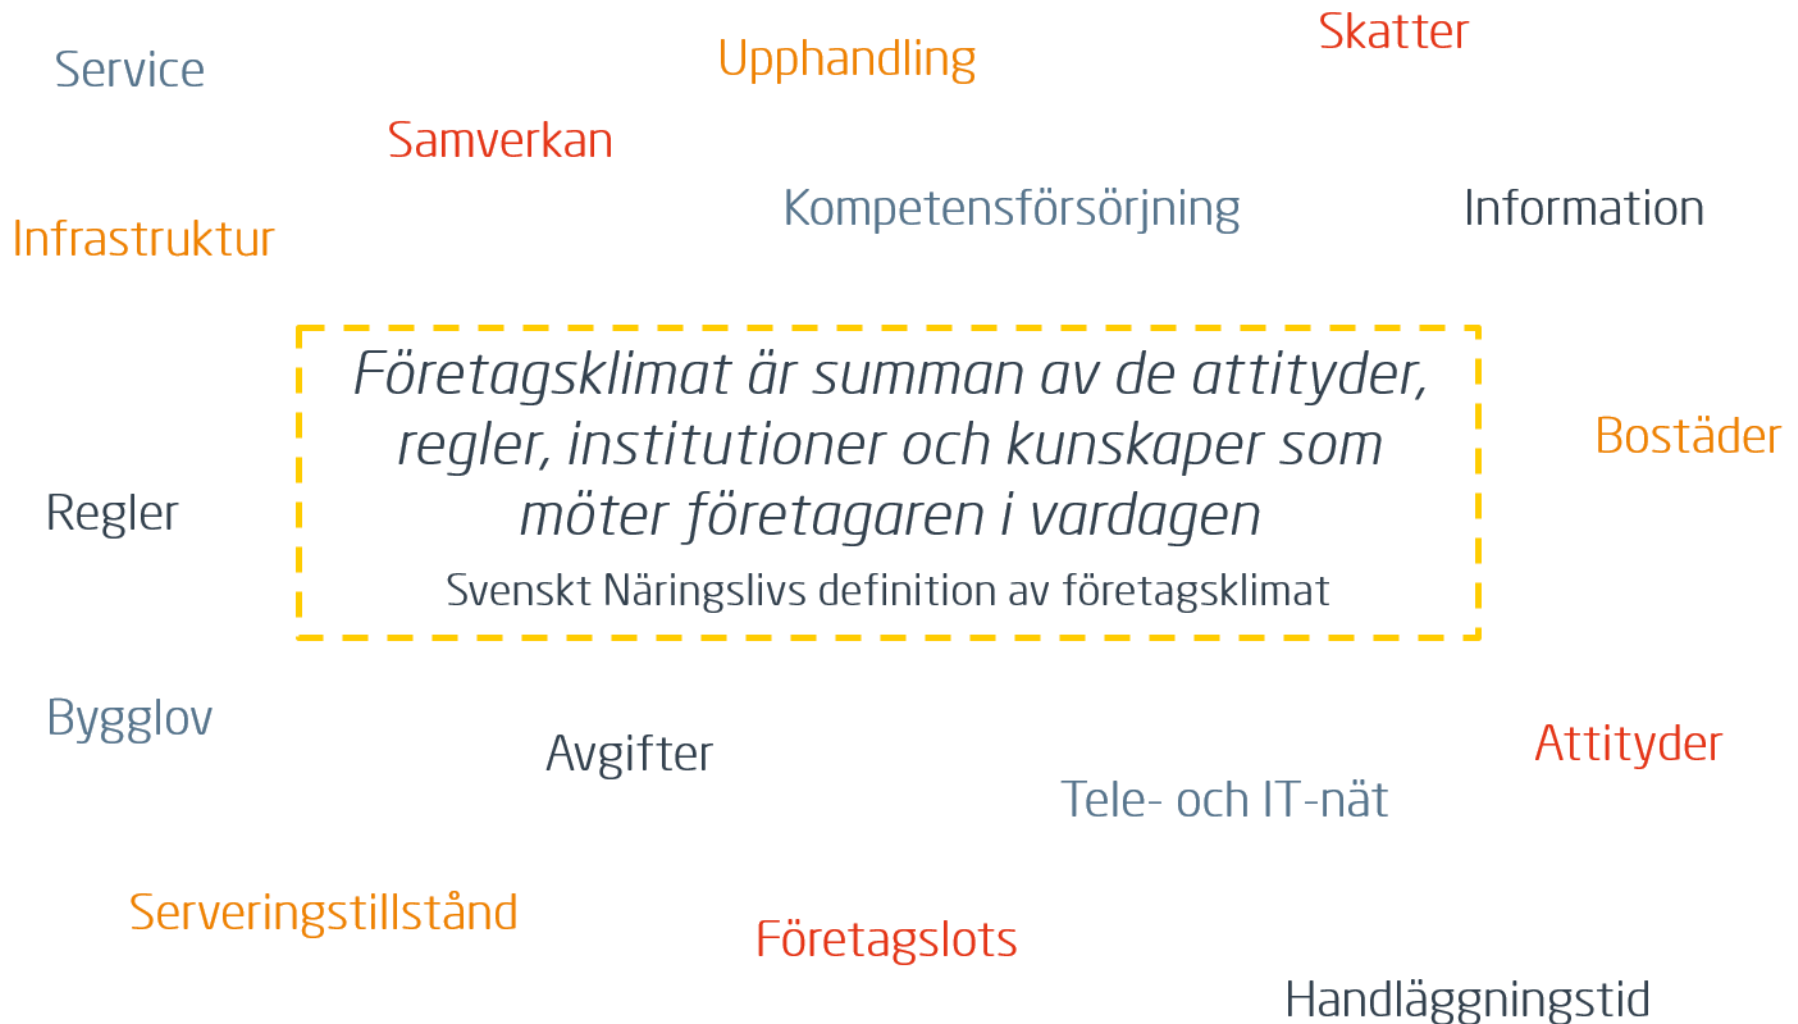 Skatter
Upphandling
Service
Samverkan
Kompetensförsörjning
Information
Infrastruktur
Företagsklimat är summan av de attityder,
regler, institutioner och kunskaper som
möter företagaren i vardagen
Svenskt Näringslivs definition av företagsklimat
Bostäder
Regler
Bygglov
Avgifter
Attityder
Tele- och IT-nät
Serveringstillstånd
Företagslots
Handläggningstid